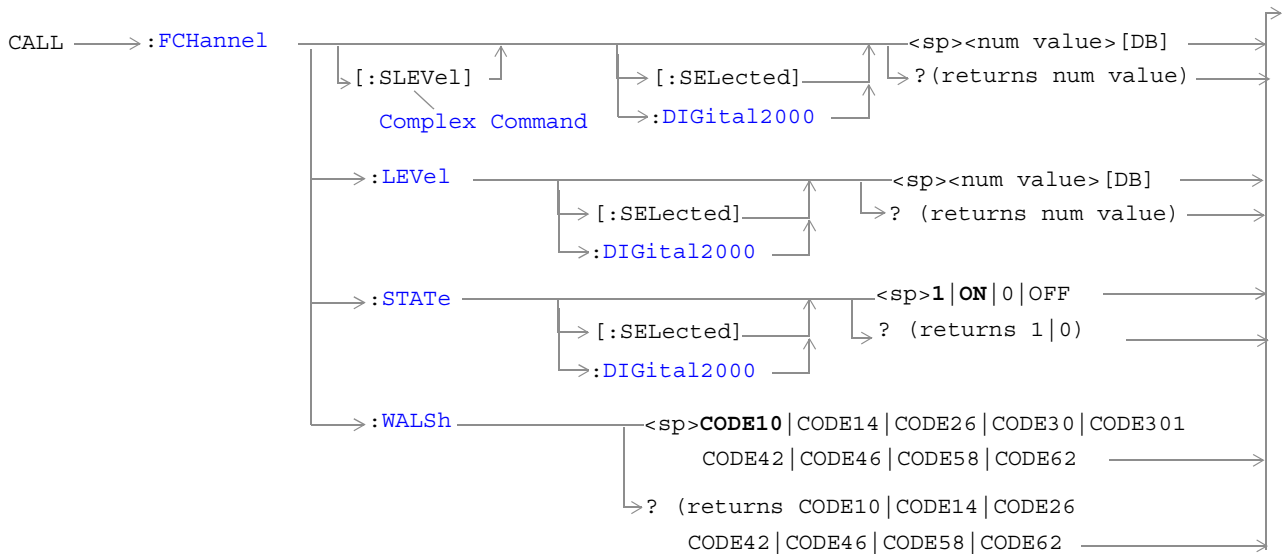 CALL :FCHannel <sp><num value>[DB]
[:SLEVel] [:SELected] ?(returns num value)
Complex Command :DIGital2000
:LEVel <sp><num value>[DB]
[:SELected] ? (returns num value)
:DIGital2000
:STATe <sp>1|ON|0|OFF
[:SELected] ? (returns 1|0)
:DIGital2000
:WALSh <sp>CODE10|CODE14|CODE26|CODE30|CODE301
CODE42|CODE46|CODE58|CODE62
? (returns CODE10|CODE14|CODE26
CODE42|CODE46|CODE58|CODE62